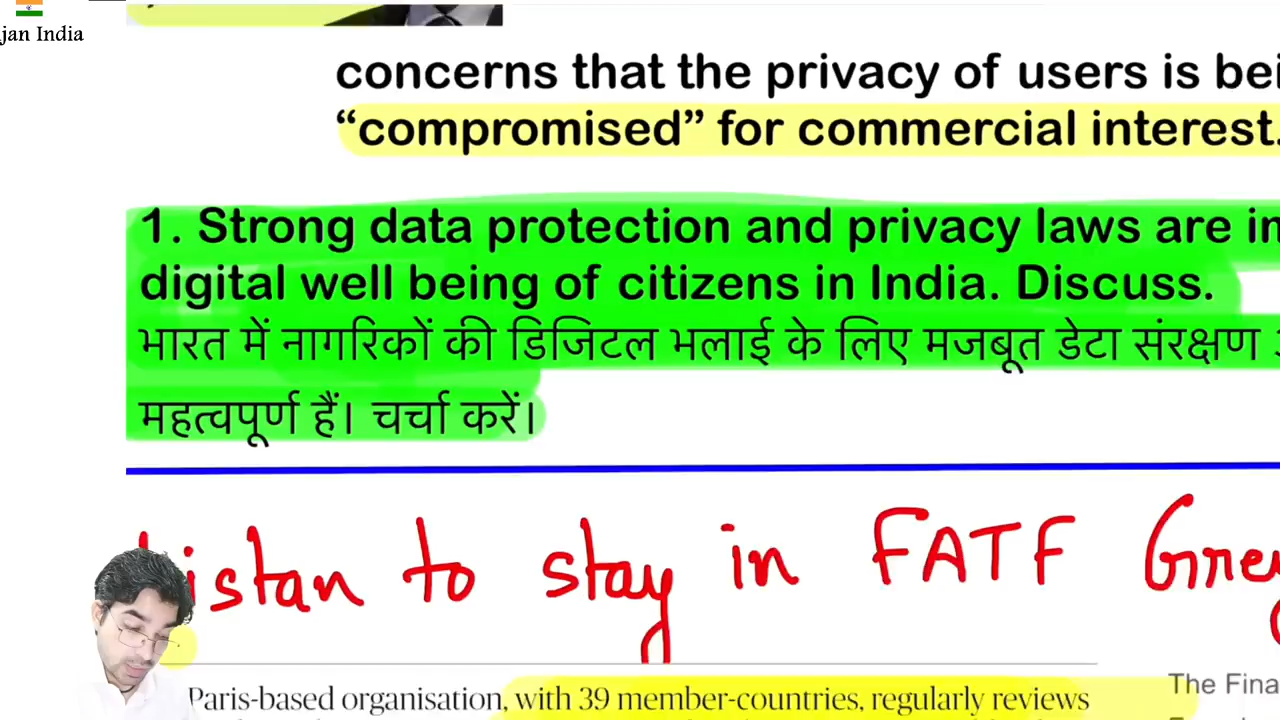 jan India
concerns that the privacy of users is bei
“compromised” for commercial interest.
1. Strong data protection and privacy laws are im
digital well being of citizens in India. Discuss.
भारत में नागरिकों की डिजिटल भलाई के लिए मजबूत डेटा संरक्षण
महत्वपूर्ण हैं। चर्चा करें।
istan to stay in FATF Grey
Paris-based organisation, with 39 member-countries, regularly reviews
The Fina